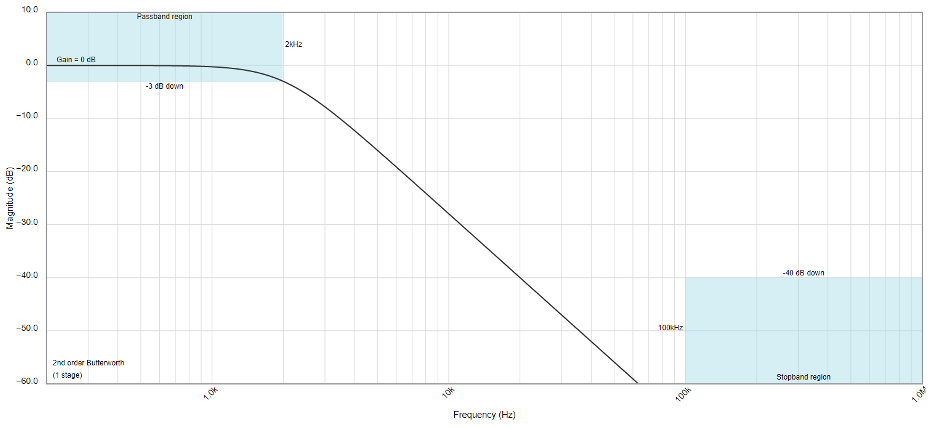 10.0
Passband region
2kHz
Gain = 0 dB
0.0
-3 dB down
−10.0
−20.0
Magnitude (dB)
−30.0
−40.0
-40 dB down
−50.0
100kHz
2nd order Butterworth
(1 stage)
Stopband region
−60.0
1.0k
10k
100k
1.0M
Frequency (Hz)